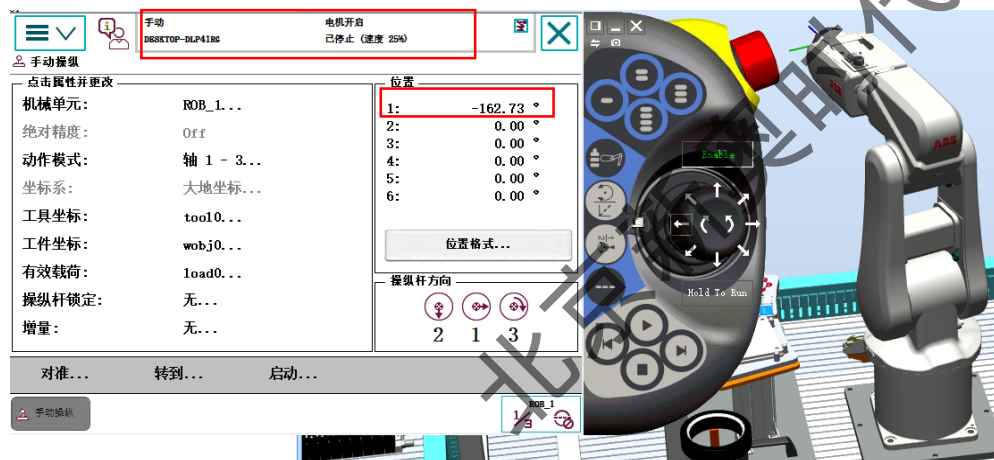 手动
DESKTOP-DLP41RG
电机开启
已停止 (速度 25%)
手动操纵
点击属性并更改
机械单元: ROB_1...
绝对精度: Off
动作模式: 轴 1 - 3...
坐标系: 大地坐标...
工具坐标: tool0...
工件坐标: wobj0...
有效载荷: load0...
操纵杆锁定: 无...
增量: 无...
位置
1: -162.73 °
2: 0.00 °
3: 0.00 °
4: 0.00 °
5: 0.00 °
6: 0.00 °
位置格式...
操纵杆方向
2 1 3
对准... 转到... 启动...
手动操纵
ROB_1
1/3
Enable
Hold To Run
ABB